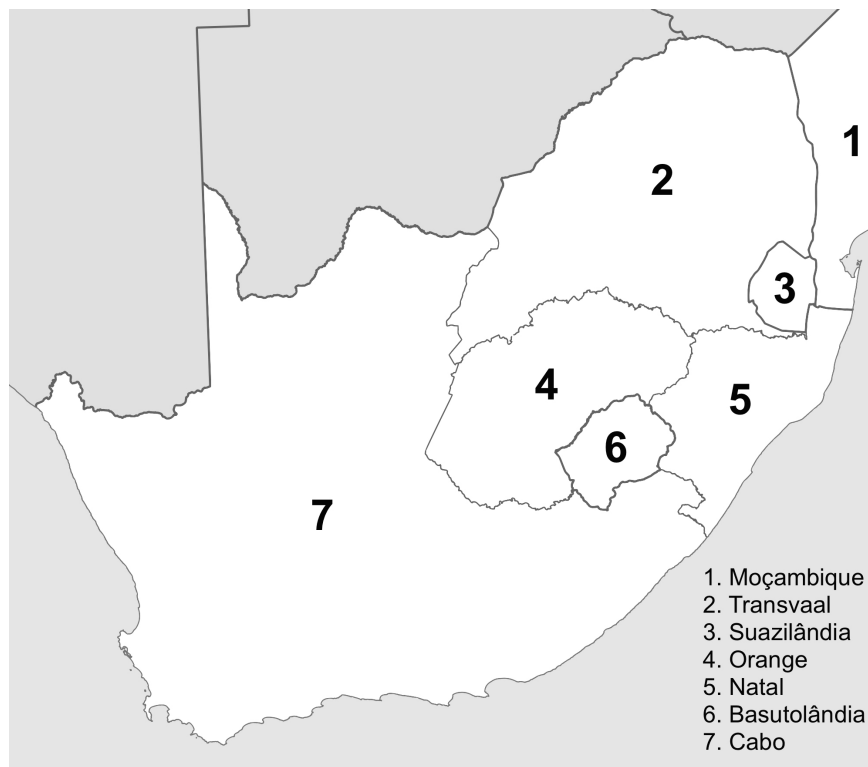 1
2
3
4
5
6
7
1. Moçambique
2. Transvaal
3. Suazilândia
4. Orange
5. Natal
6. Basutolândia
7. Cabo